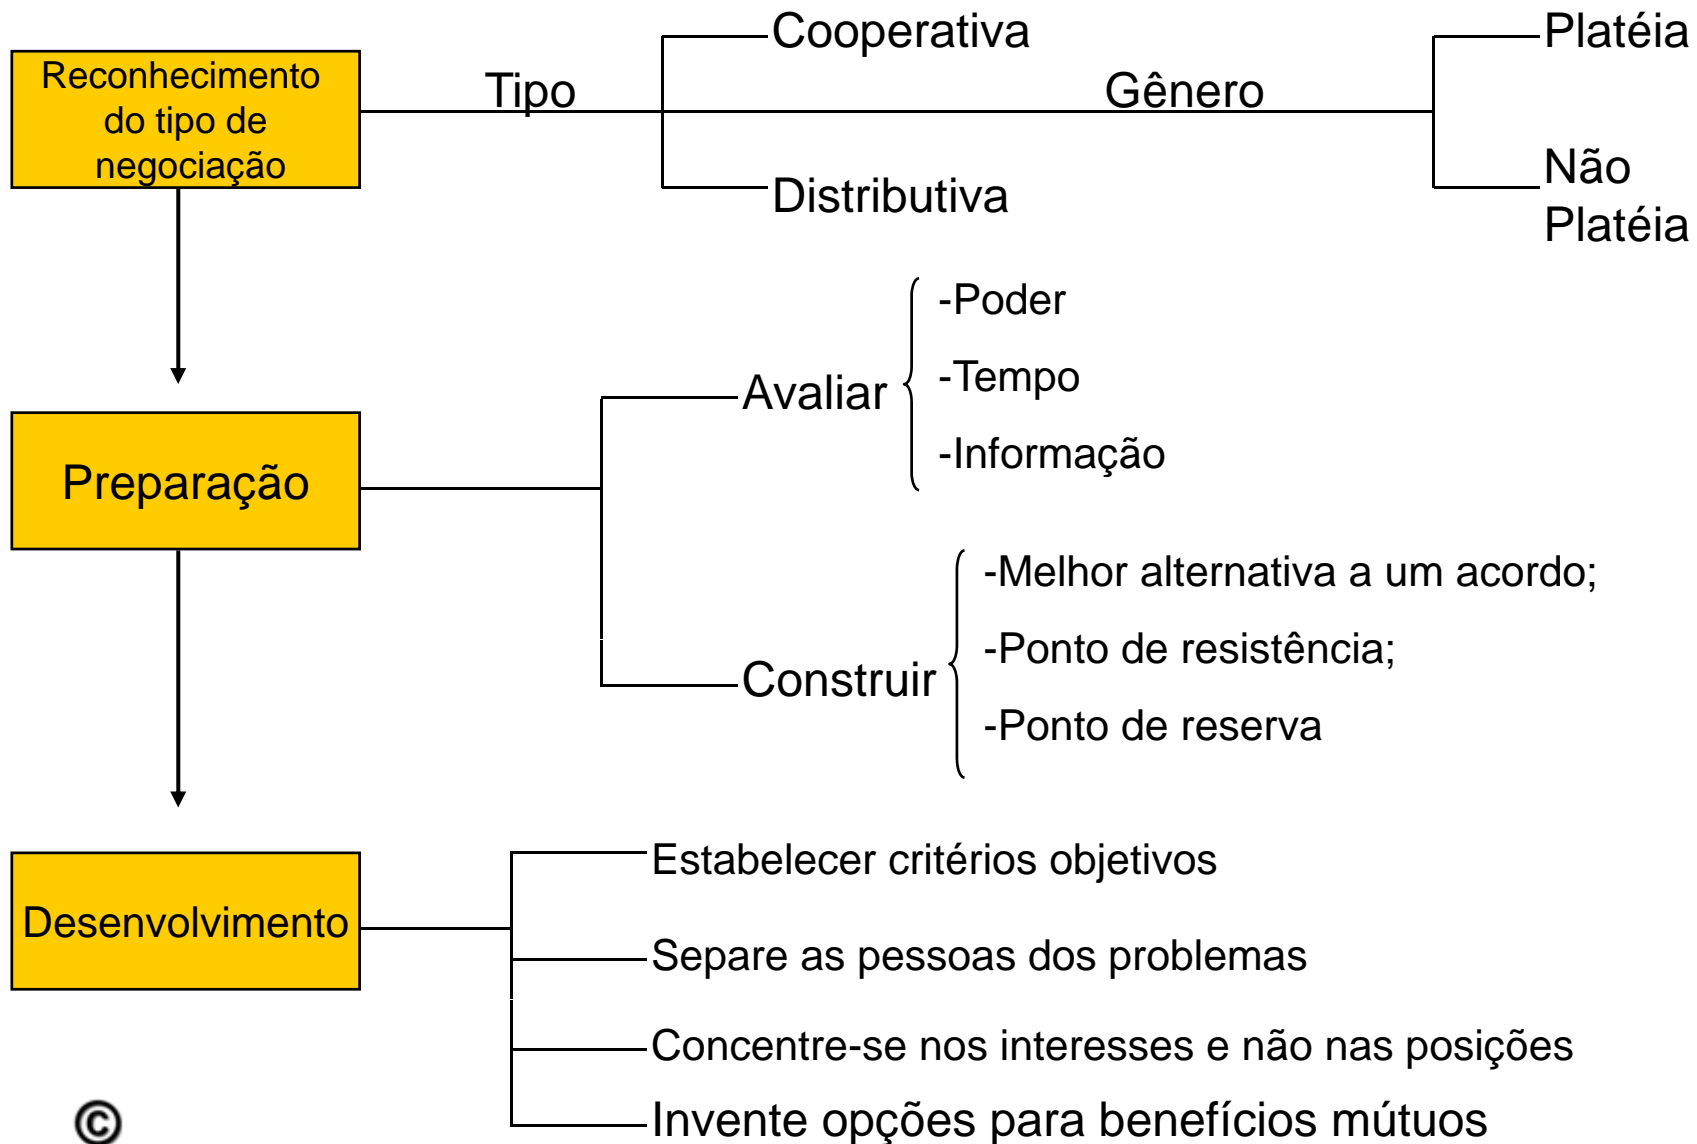 Reconhecimento
do tipo de
negociação
Tipo
Cooperativa
Distributiva
Gênero
Platéia
Não
Platéia
Preparação
Avaliar
-Poder
-Tempo
-Informação
Construir
-Melhor alternativa a um acordo;
-Ponto de resistência;
-Ponto de reserva
Desenvolvimento
Estabelecer critérios objetivos
Separe as pessoas dos problemas
Concentre-se nos interesses e não nas posições
Invente opções para benefícios mútuos
©